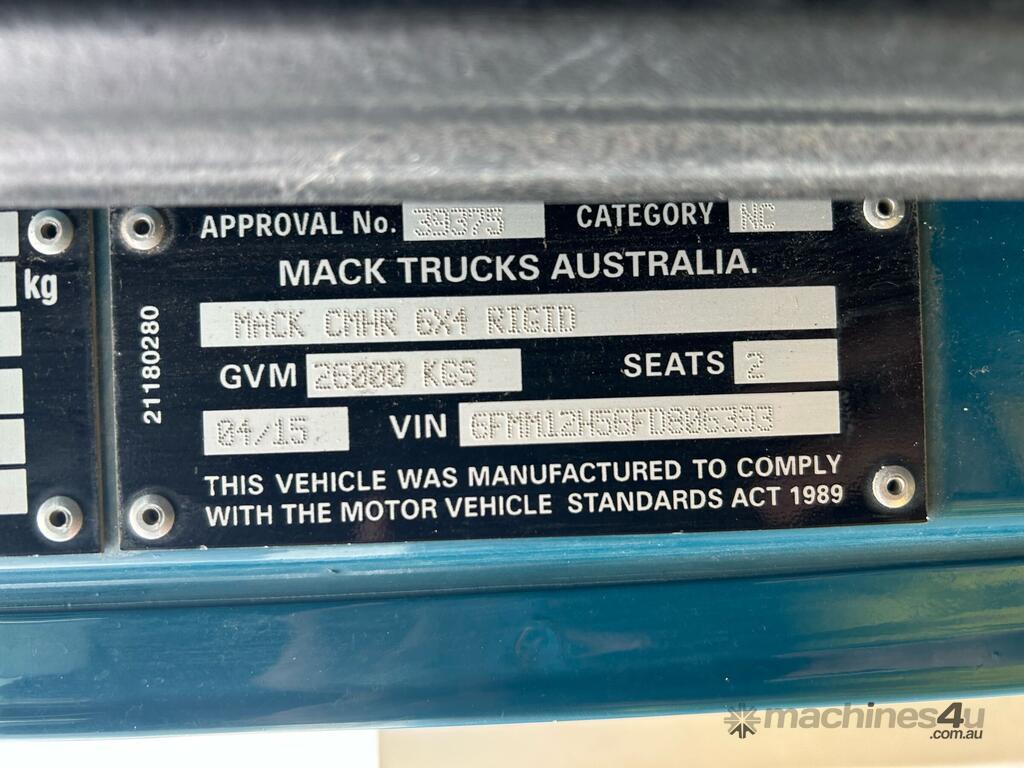 APPROVAL No. 39375 CATEGORY NC
MACK TRUCKS AUSTRALIA.
kg
MACK CMHR 6X4 RIGID
21180280
GVM 26000 KGS SEATS 2
04/15 VIN 6FMM12H56FD806393
THIS VEHICLE WAS MANUFACTURED TO COMPLY
WITH THE MOTOR VEHICLE STANDARDS ACT 1989
machines4u
.com.au